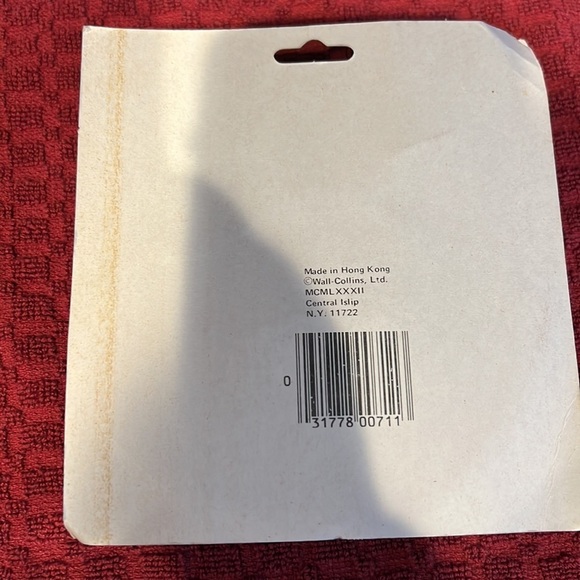 Made in Hong Kong
©Wall-Collins, Ltd.
MCMLXXXII
Central Islip
N.Y. 11722
0 31778 00711